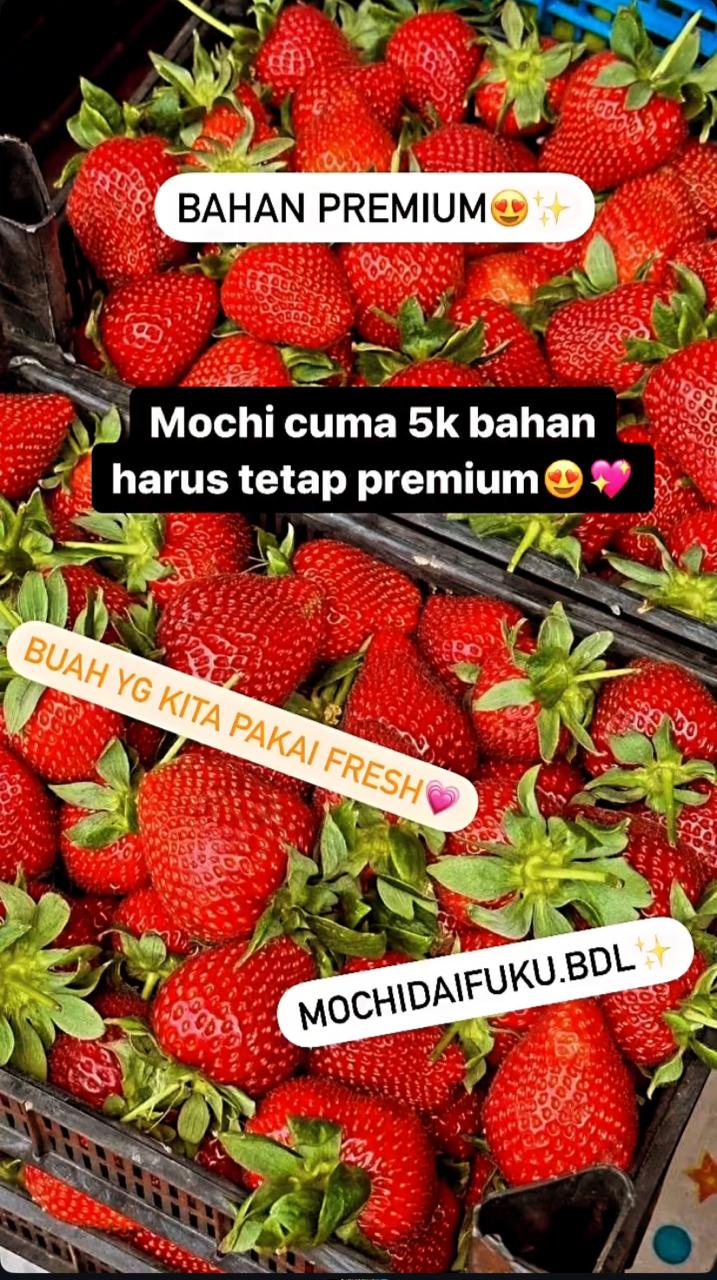 BAHAN PREMIUM😍✨
Mochi cuma 5k bahan
harus tetap premium😍💖
BUAH YG KITA PAKAI FRESH💗
MOCHIDAIFUKU.BDL✨